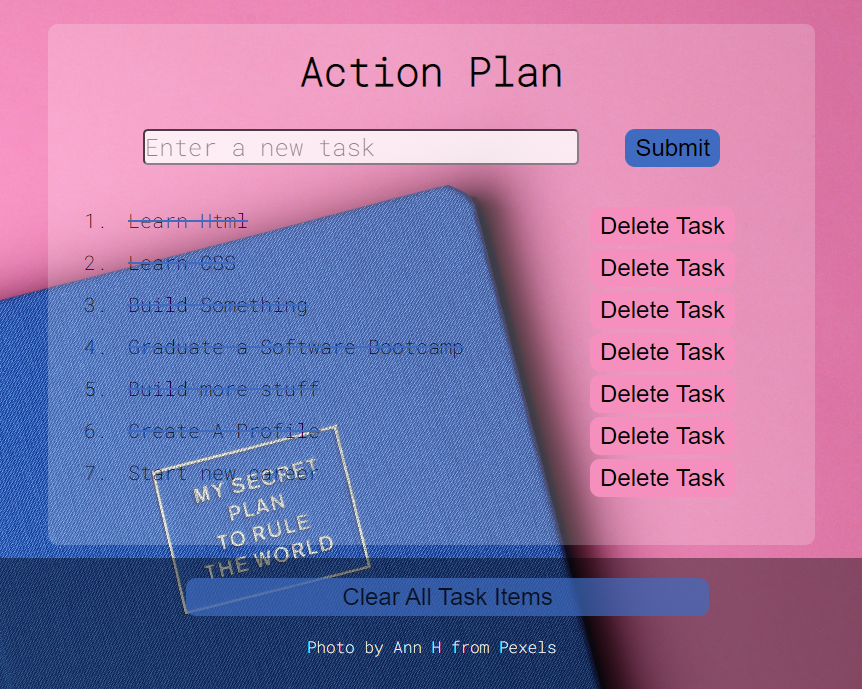 Action Plan
Enter a new task
Submit
1. Learn Html
Delete Task
2. Learn CSS
Delete Task
3. Build Something
Delete Task
4. Graduate a Software Bootcamp
Delete Task
5. Build more stuff
Delete Task
6. Create A Profile
Delete Task
7. Start new career
Delete Task
MY SECRET
PLAN
TO RULE
THE WORLD
Clear All Task Items
Photo by Ann H from Pexels